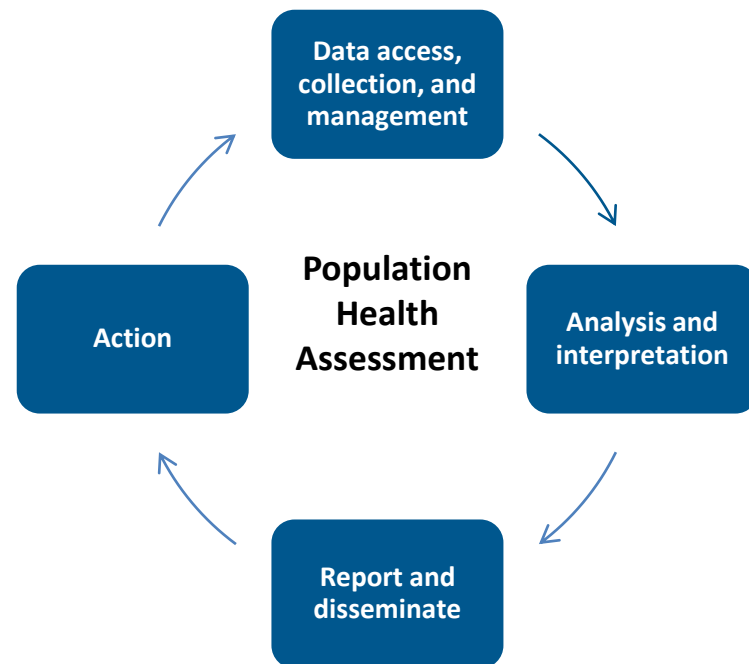 Data access,
collection, and
management
Population
Health
Assessment
Analysis and
interpretation
Report and
disseminate
Action